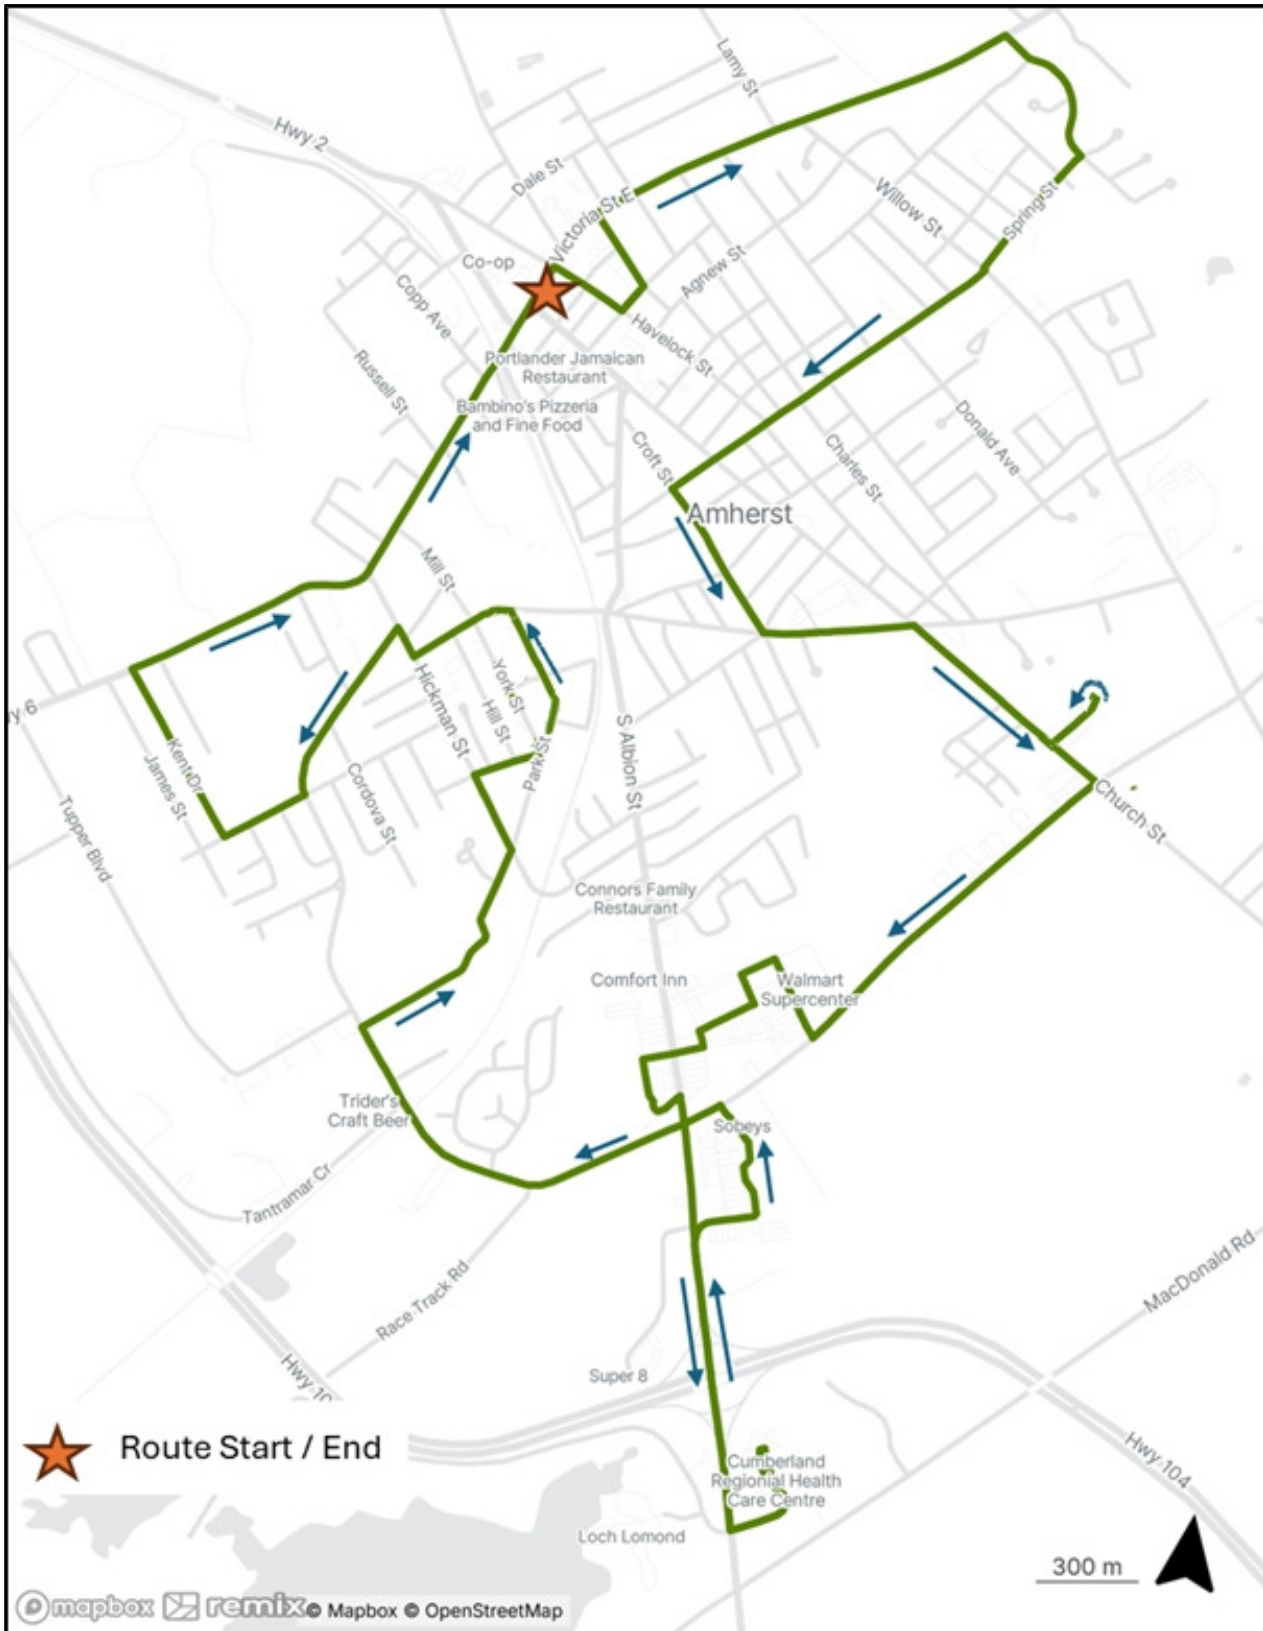 Lamy St
Hwy 2
Dale St
Willow St
Victoria St E
Spring St
Co-op
Agnew St
Copp Ave
Havelock St
Portlander Jamaican
Restaurant
Russell St
Bambino's Pizzeria
and Fine Food
Donald Ave
Croft St
Charles St
Amherst
Mill St
York St
Hickman St
Hill St
S Albion St
y 6
Kent Dr
James St
Park St
Cordova St
Church St
Tupper Blvd
Connors Family
Restaurant
Comfort Inn
Walmart
Supercenter
Trider's
Craft Beer
Sobeys
Tantramar Cr
Race-Track Rd
MacDonald Rd
Super 8
Hwy 10
Route Start / End
Cumberland
Regionial Health
Care Centre
Hwy 104
Loch Lomond
300 m
mapbox remix © Mapbox © OpenStreetMap